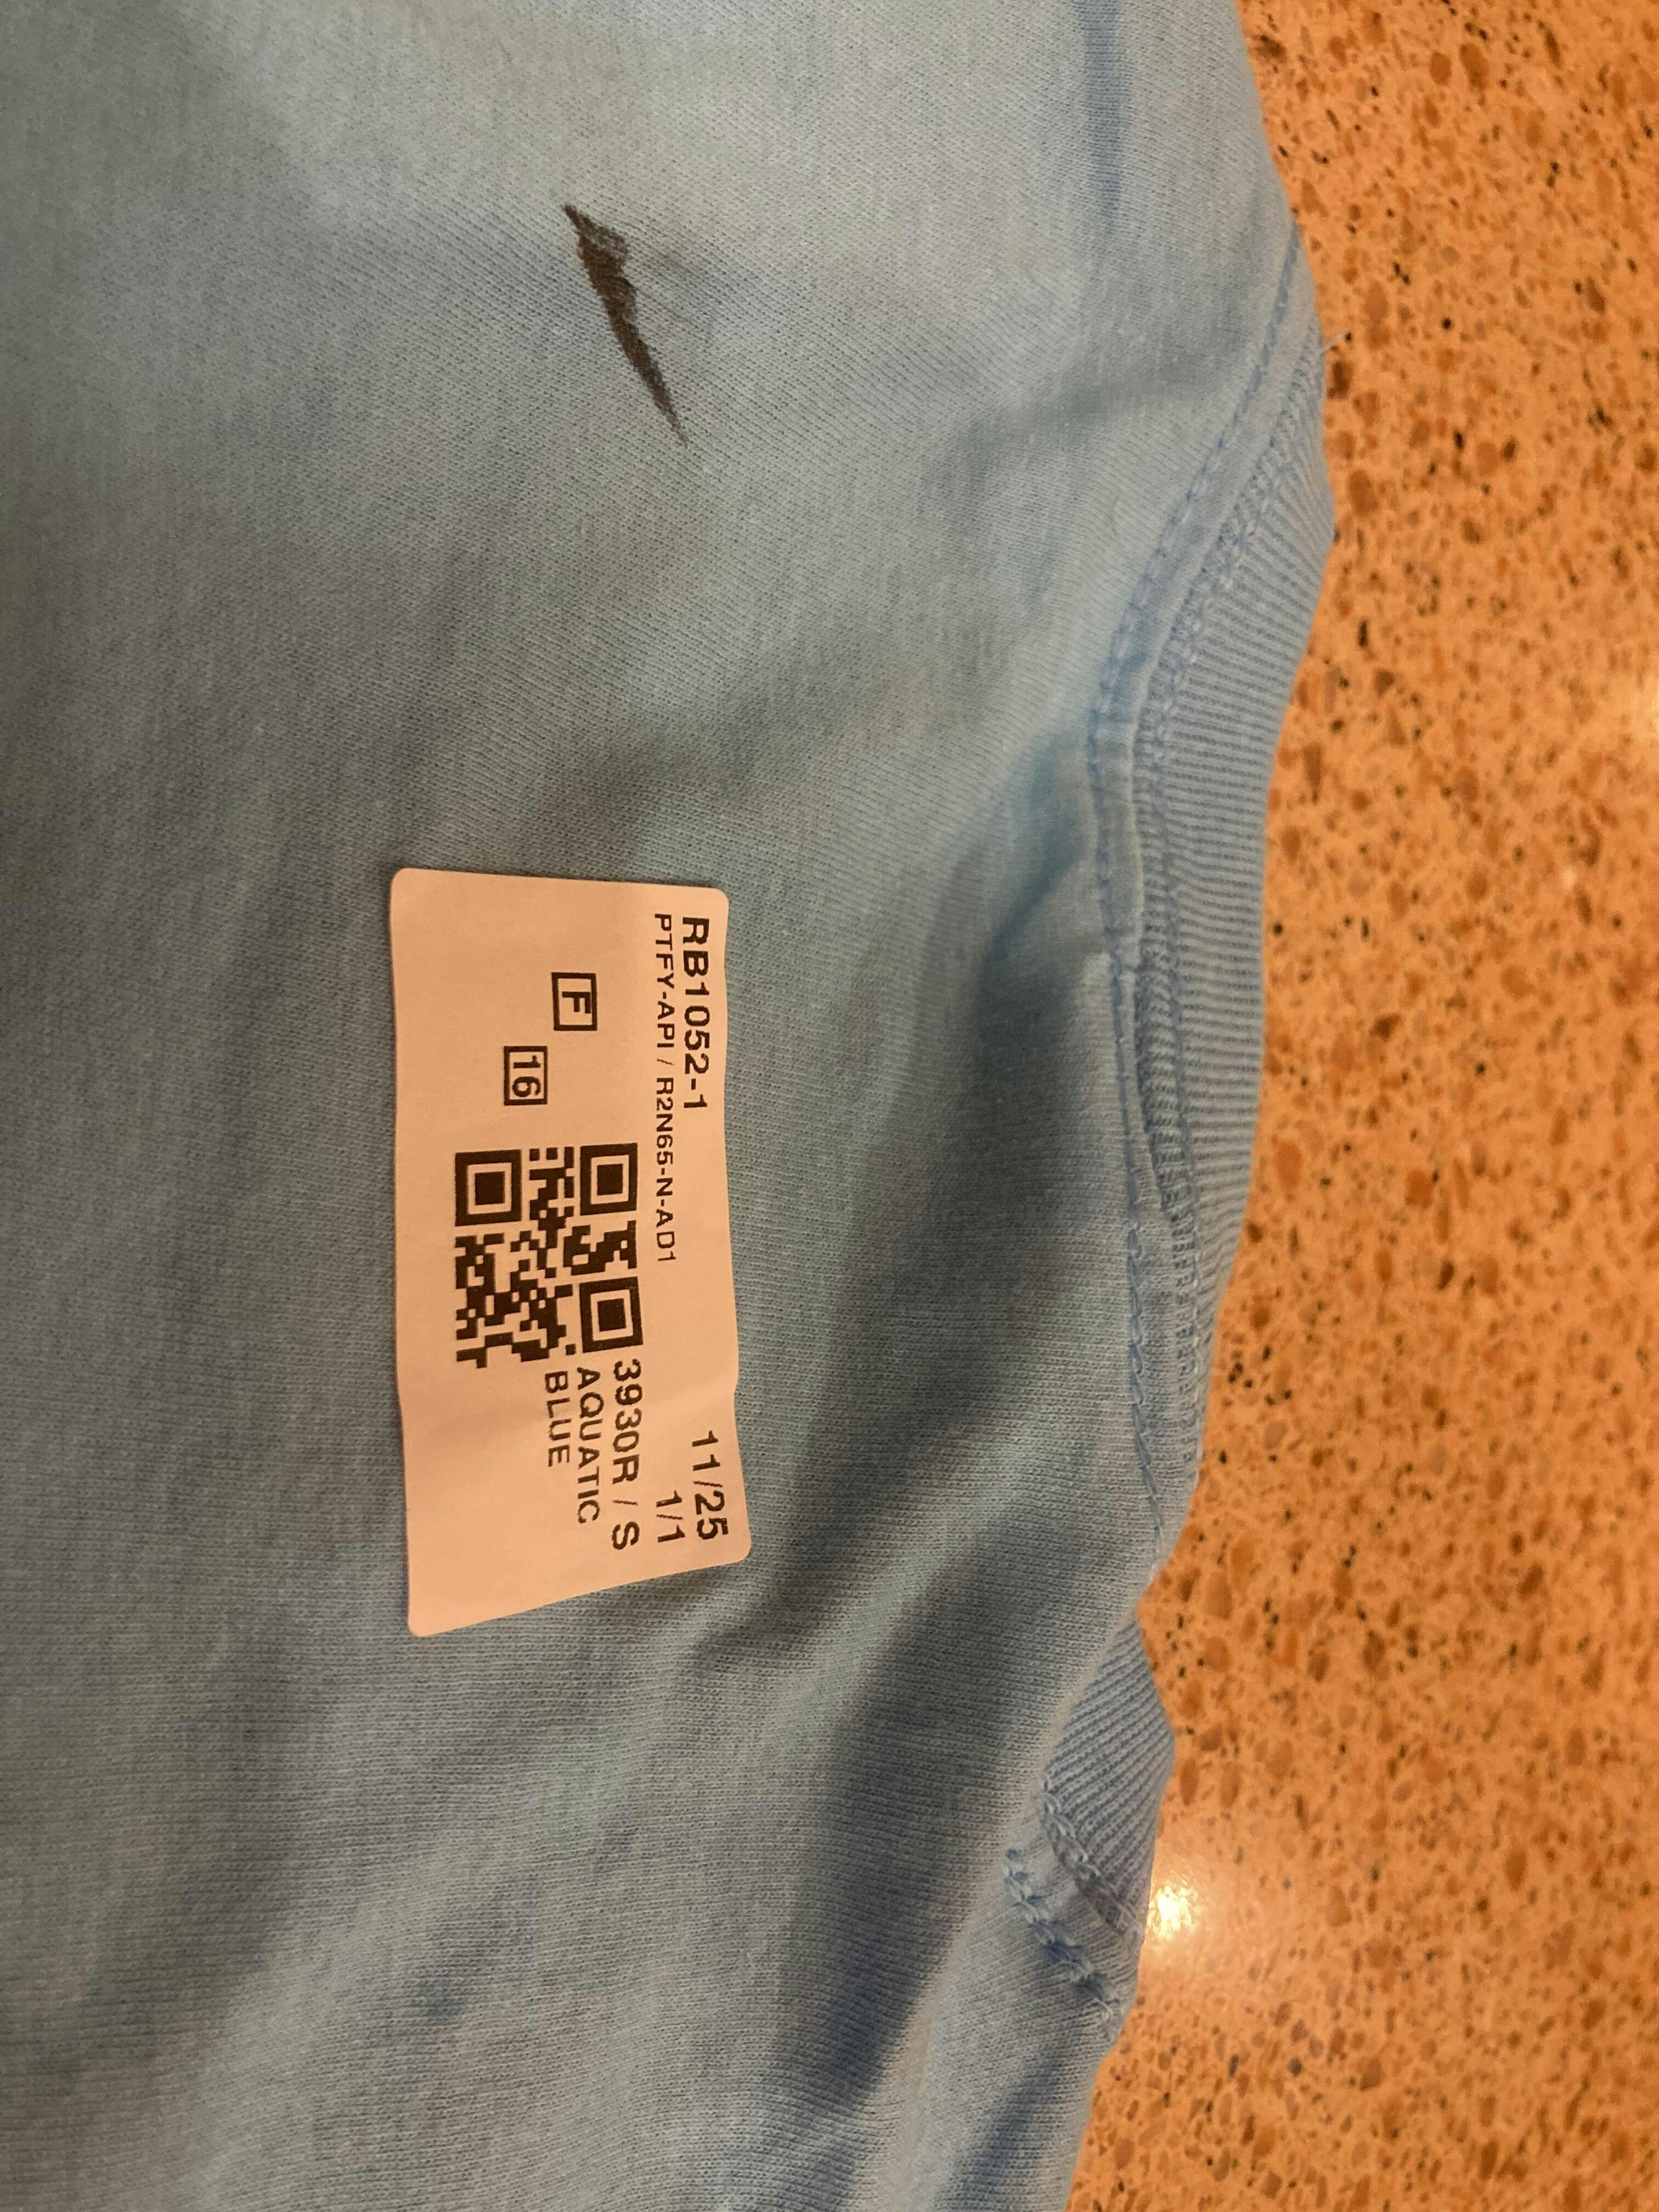 RB1052-1 11/25
PTFY-API / R2N65-N-AD1 1/1
3930R / S
AQUATIC
BLUE
F
16